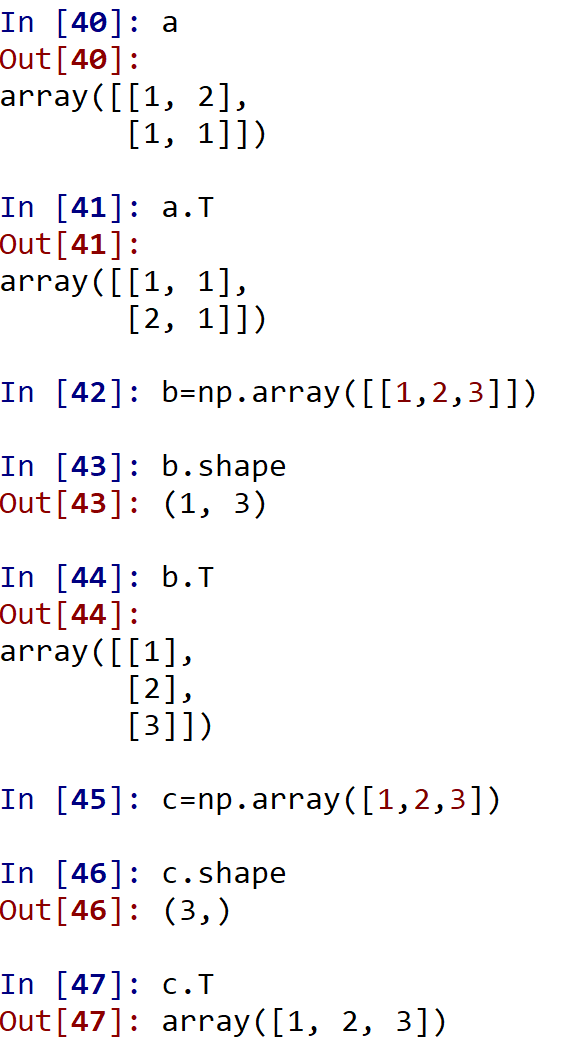 In [40]: a
Out[40]:
array([[1, 2],
       [1, 1]])
In [41]: a.T
Out[41]:
array([[1, 1],
       [2, 1]])
In [42]: b=np.array([[1,2,3]])
In [43]: b.shape
Out[43]: (1, 3)
In [44]: b.T
Out[44]:
array([[1],
       [2],
       [3]])
In [45]: c=np.array([1,2,3])
In [46]: c.shape
Out[46]: (3,)
In [47]: c.T
Out[47]: array([1, 2, 3])